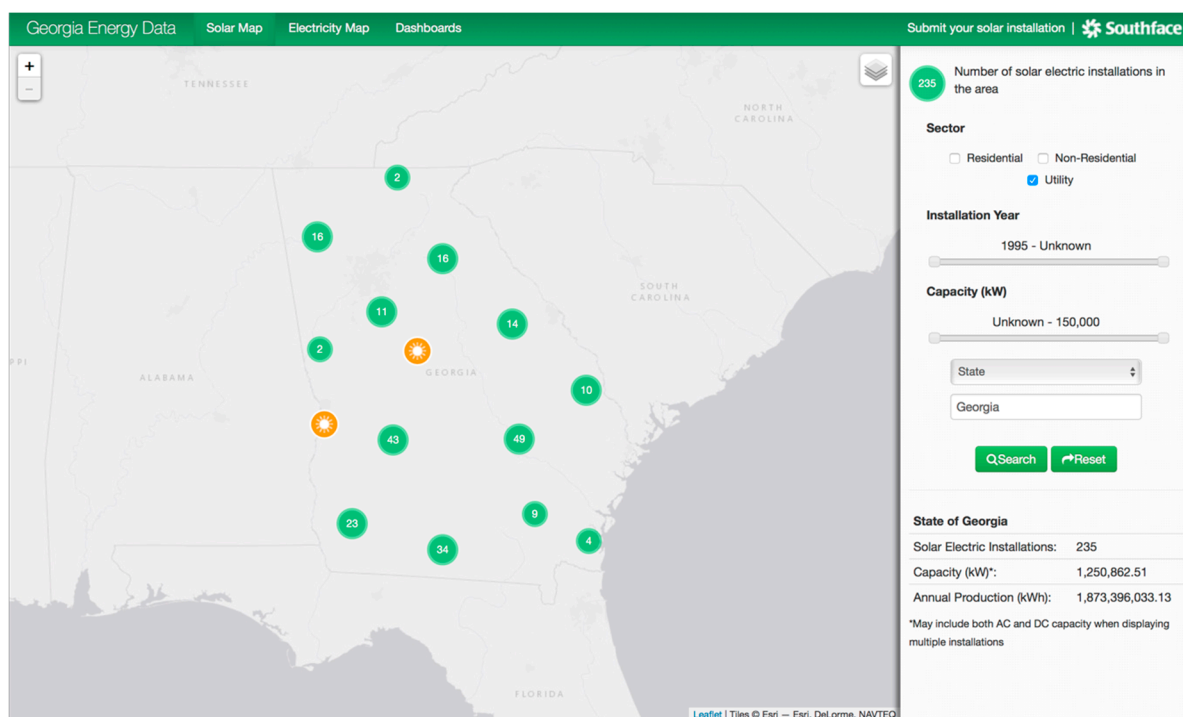 Georgia Energy Data
Solar Map
Electricity Map
Dashboards
Submit your solar installation |
Southface
+
−
TENNESSEE
NORTH
CAROLINA
SOUTH
CAROLINA
PPI
ALABAMA
GEORGIA
FLORIDA
2
16
16
11
14
2
10
43
49
23
9
34
4
Leaflet | Tiles © Esri — Esri, DeLorme, NAVTEQ
235
Number of solar electric installations in
the area
Sector
Residential
Non-Residential
Utility
Installation Year
1995 - Unknown
Capacity (kW)
Unknown - 150,000
State
Georgia
Search
Reset
State of Georgia
Solar Electric Installations: 235
Capacity (kW)*: 1,250,862.51
Annual Production (kWh): 1,873,396,033.13
*May include both AC and DC capacity when displaying
multiple installations